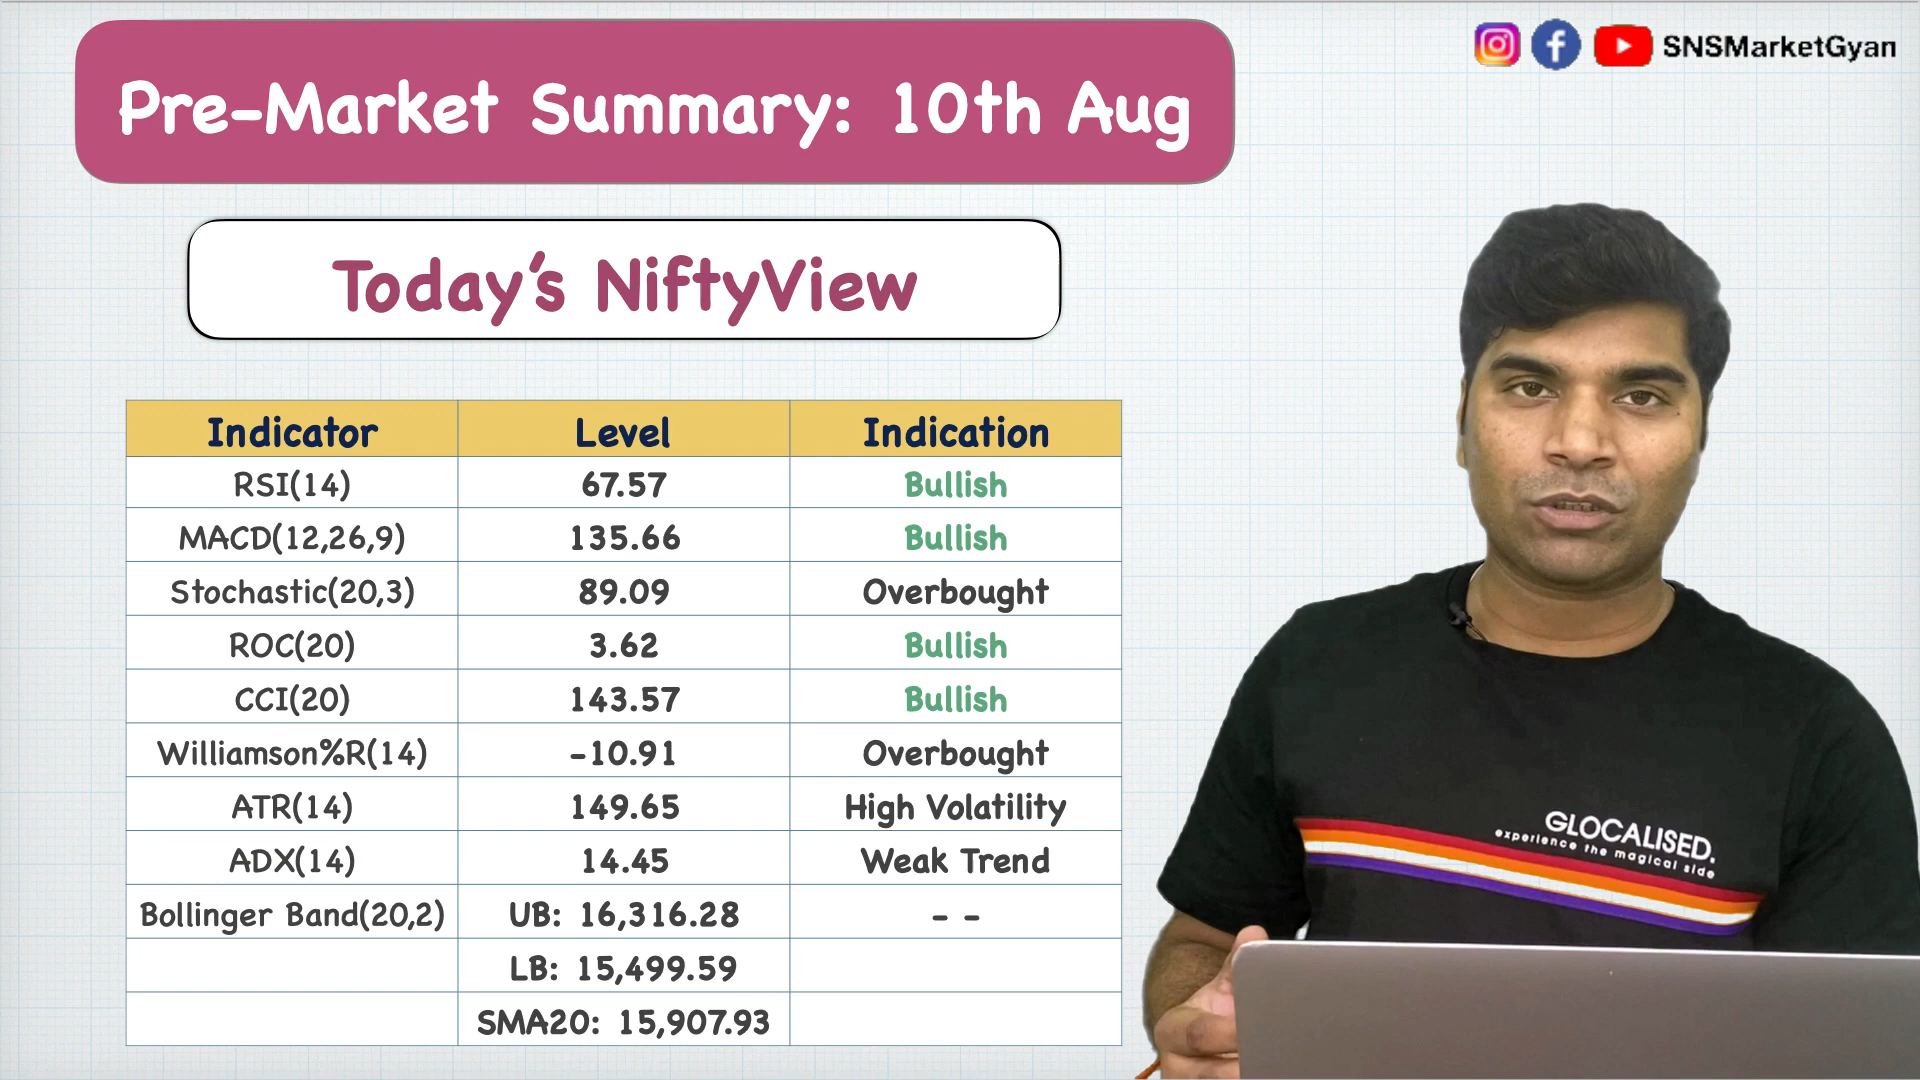 Pre-Market Summary: 10th Aug
SNSMarketGyan
Today's NiftyView
Indicator Level Indication
RSI(14) 67.57 Bullish
MACD(12,26,9) 135.66 Bullish
Stochastic(20,3) 89.09 Overbought
ROC(20) 3.62 Bullish
CCI(20) 143.57 Bullish
Williamson%R(14) -10.91 Overbought
ATR(14) 149.65 High Volatility
ADX(14) 14.45 Weak Trend
Bollinger Band(20,2) UB: 16,316.28 - -
LB: 15,499.59
SMA20: 15,907.93
GLOCALISED.
experience the magical side